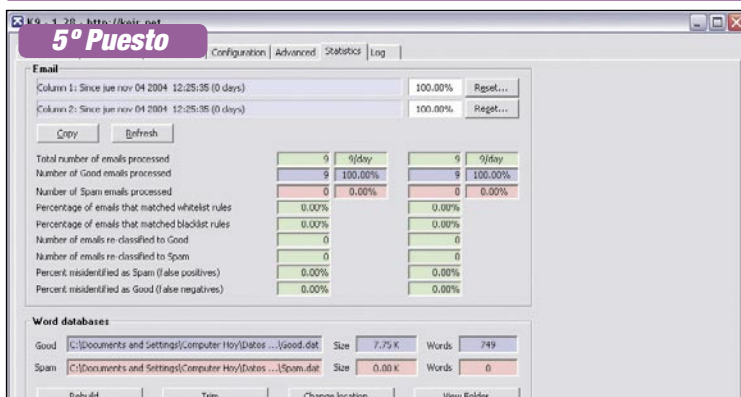 K9 - 1.28 - http://keir.net
5º Puesto
Configuration Advanced Statistics Log
Email
Column 1: Since jue nov 04 2004 12:25:35 (0 days) 100.00% Reset...
Column 2: Since jue nov 04 2004 12:25:35 (0 days) 100.00% Reset...
Copy Refresh
Total number of emails processed 9 9/day 9 9/day
Number of Good emails processed 9 100.00% 9 100.00%
Number of Spam emails processed 0 0.00% 0 0.00%
Percentage of emails that matched whitelist rules 0.00% 0.00%
Percentage of emails that matched blacklist rules 0.00% 0.00%
Number of emails re-classified to Good 0 0
Number of emails re-classified to Spam 0 0
Percent misidentified as Spam (false positives) 0.00% 0.00%
Percent misidentified as Good (false negatives) 0.00% 0.00%
Word databases
Good C:\Documents and Settings\Computer Hoy\Datos ...\Good.dat Size 7.75 K Words 749
Spam C:\Documents and Settings\Computer Hoy\Datos ...\Spam.dat Size 0.00 K Words 0
Rebuild Trim Change location View Folder